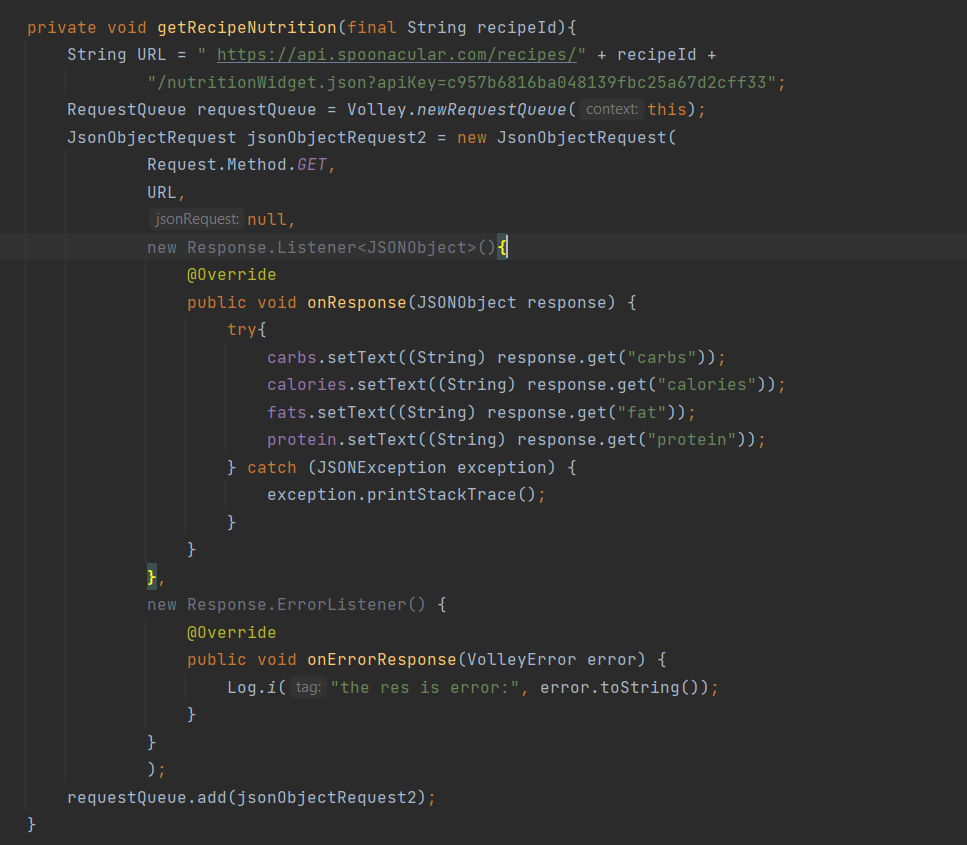 private void getRecipeNutrition(final String recipeId){
    String URL = " https://api.spoonacular.com/recipes/" + recipeId +
            "/nutritionWidget.json?apiKey=c957b6816ba048139fbc25a67d2cff33";
    RequestQueue requestQueue = Volley.newRequestQueue( context: this);
    JsonObjectRequest jsonObjectRequest2 = new JsonObjectRequest(
            Request.Method.GET,
            URL,
            jsonRequest: null,
            new Response.Listener<JSONObject>(){
                @Override
                public void onResponse(JSONObject response) {
                    try{
                        carbs.setText((String) response.get("carbs"));
                        calories.setText((String) response.get("calories"));
                        fats.setText((String) response.get("fat"));
                        protein.setText((String) response.get("protein"));
                    } catch (JSONException exception) {
                        exception.printStackTrace();
                    }
                }
            },
            new Response.ErrorListener() {
                @Override
                public void onErrorResponse(VolleyError error) {
                    Log.i( tag: "the res is error:", error.toString());
                }
            }
            );
    requestQueue.add(jsonObjectRequest2);
}